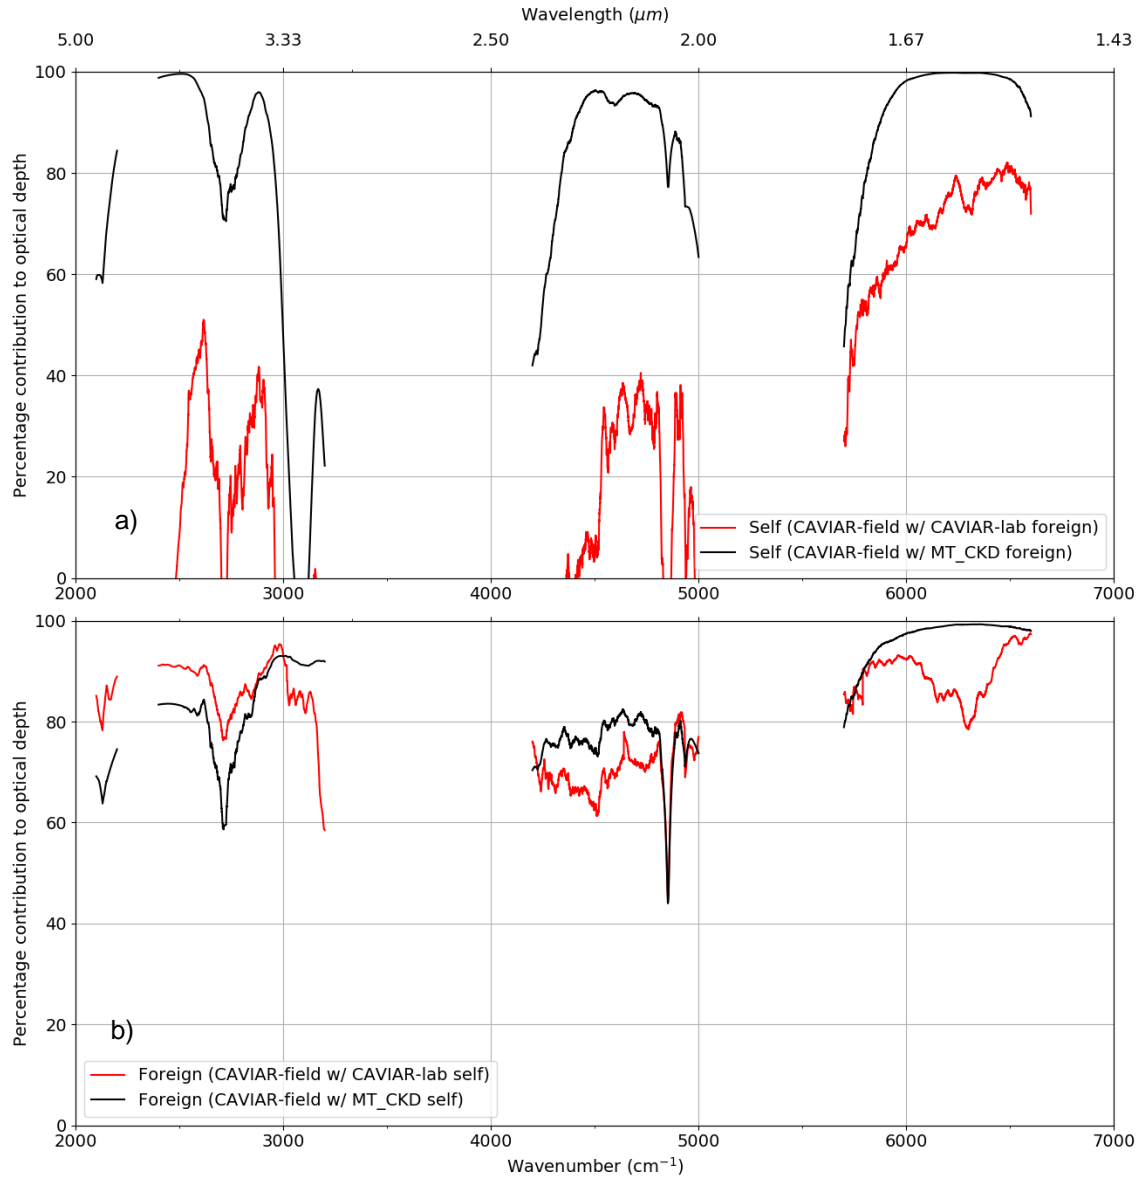 Wavelength (μm)
5.00 3.33 2.50 2.00 1.67 1.43
Percentage contribution to optical depth
100
80
60
40
20
0
a)
Self (CAVIAR-field w/ CAVIAR-lab foreign)
Self (CAVIAR-field w/ MT_CKD foreign)
2000 3000 4000 5000 6000 7000
Percentage contribution to optical depth
100
80
60
40
20
0
b)
Foreign (CAVIAR-field w/ CAVIAR-lab self)
Foreign (CAVIAR-field w/ MT_CKD self)
2000 3000 4000 5000 6000 7000
Wavenumber (cm⁻¹)